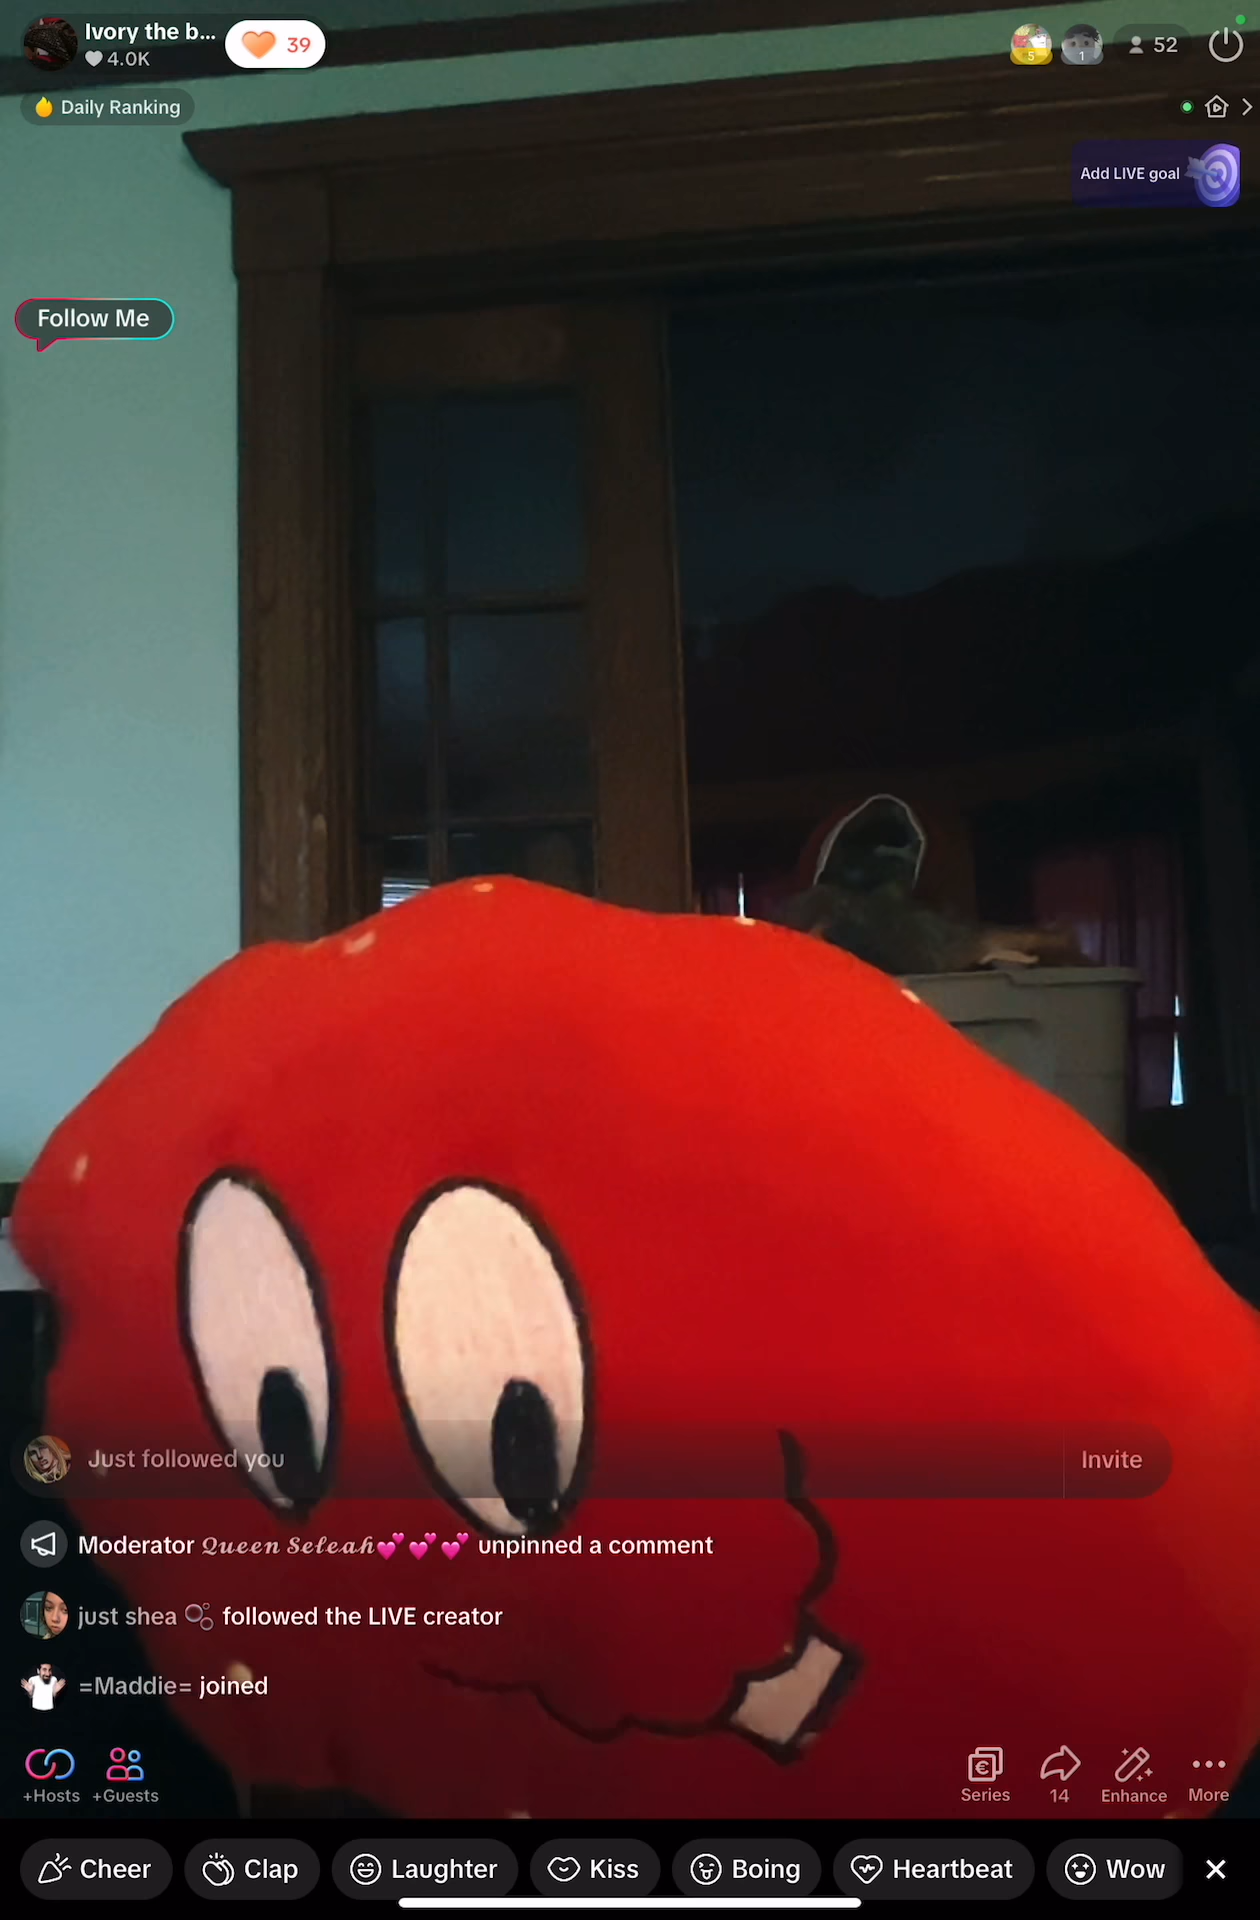 Ivory the b...
4.0K
39
5
1
52
Daily Ranking
Add LIVE goal
Follow Me
Just followed you
Invite
Moderator 𝓠𝓾𝓮𝓮𝓷 𝓢𝓮𝓵𝓮𝓪𝓱💕💕💕 unpinned a comment
just shea 🫧 followed the LIVE creator
=Maddie= joined
+Hosts
+Guests
Series
14
Enhance
More
Cheer
Clap
Laughter
Kiss
Boing
Heartbeat
Wow